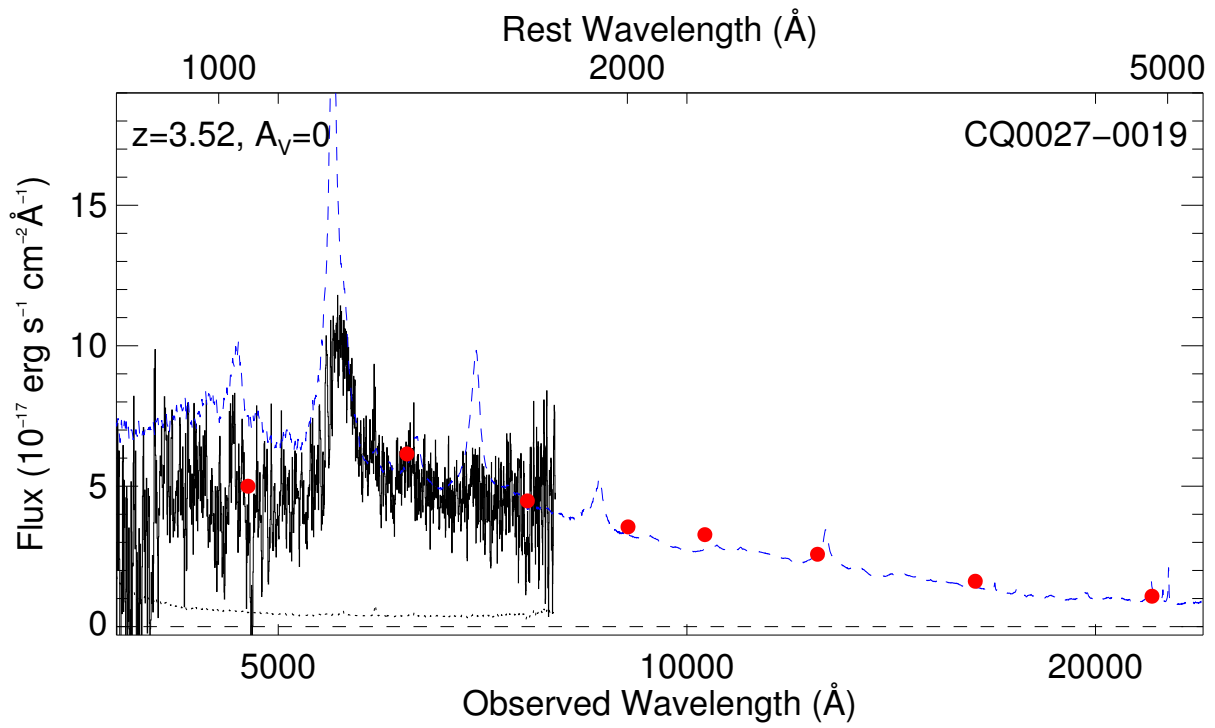 Rest Wavelength (Å)
1000 2000 5000
z=3.52, A_V=0 CQ0027−0019
15
10
5
0
Flux (10⁻¹⁷ erg s⁻¹ cm⁻²Å⁻¹)
5000 10000 20000
Observed Wavelength (Å)